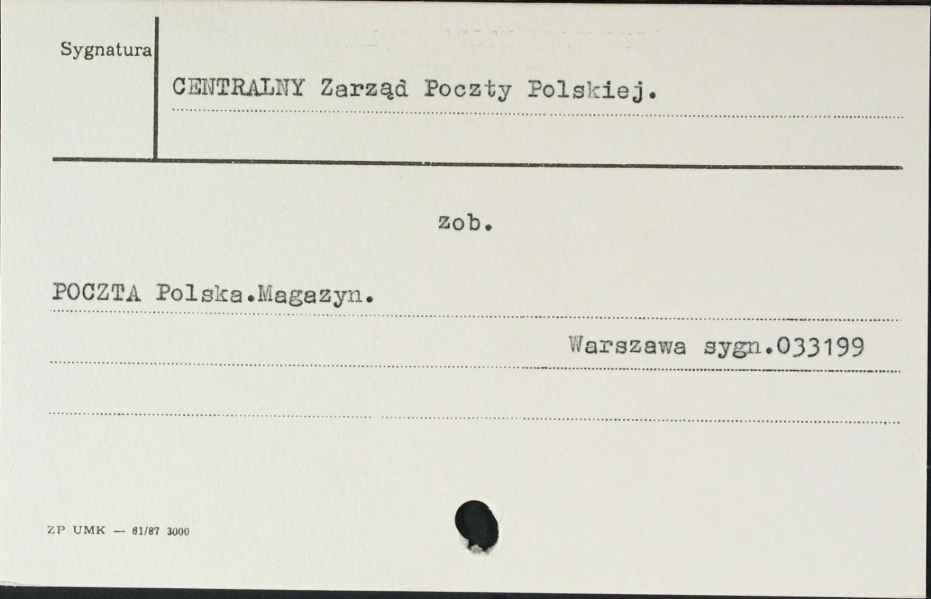 Sygnatura
CENTRALNY Zarząd Poczty Polskiej.
zob.
POCZTA Polska.Magazyn.
Warszawa sygn.033199
ZP UMK — 61/87 3000